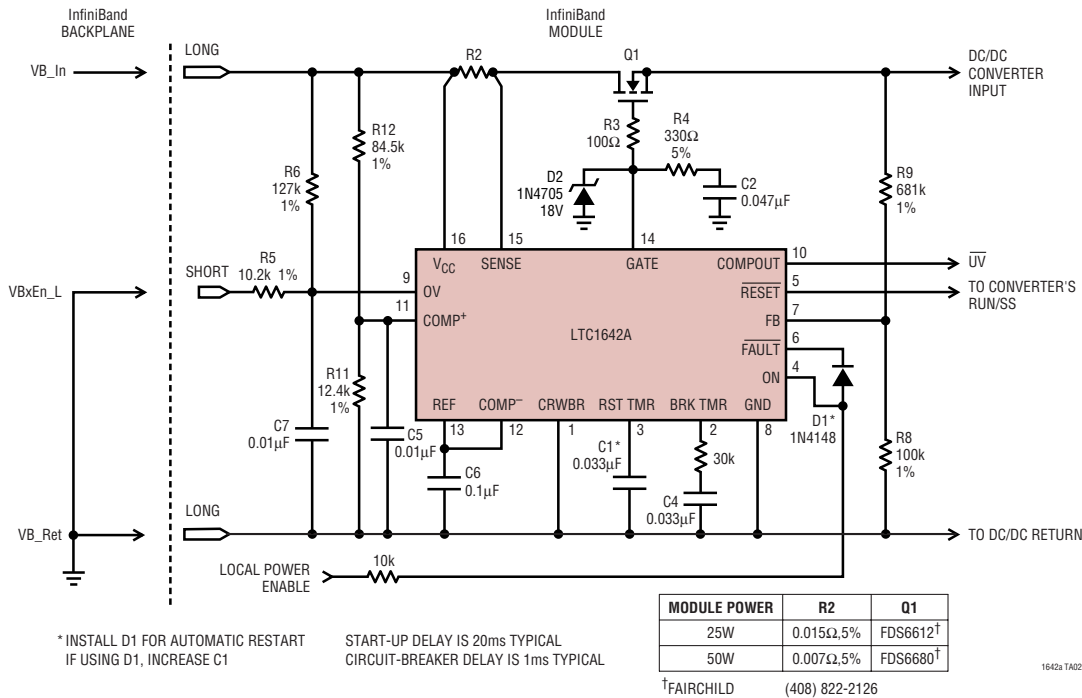 InfiniBand
BACKPLANE
InfiniBand
MODULE
LONG
VB_In
R2
Q1
DC/DC
CONVERTER
INPUT
R12
84.5k
1%
R6
127k
1%
R3
100Ω
R4
330Ω
5%
D2
1N4705
18V
C2
0.047µF
R9
681k
1%
16
15
14
VCC
SENSE
GATE
COMPOUT
10
UV
VBxEn_L
SHORT
R5
10.2k 1%
9
OV
RESET
5
TO CONVERTER'S
RUN/SS
11
COMP+
FB
7
LTC1642A
FAULT
6
ON
4
R11
12.4k
1%
REF
COMP–
CRWBR
RST TMR
BRK TMR
GND
13
12
1
3
2
8
D1*
1N4148
C7
0.01µF
C5
0.01µF
C6
0.1µF
C1*
0.033µF
30k
C4
0.033µF
R8
100k
1%
VB_Ret
LONG
TO DC/DC RETURN
LOCAL POWER
ENABLE
10k
MODULE POWER R2 Q1
25W 0.015Ω,5% FDS6612†
50W 0.007Ω,5% FDS6680†
†FAIRCHILD (408) 822-2126
* INSTALL D1 FOR AUTOMATIC RESTART
IF USING D1, INCREASE C1
START-UP DELAY IS 20ms TYPICAL
CIRCUIT-BREAKER DELAY IS 1ms TYPICAL
1642a TA02